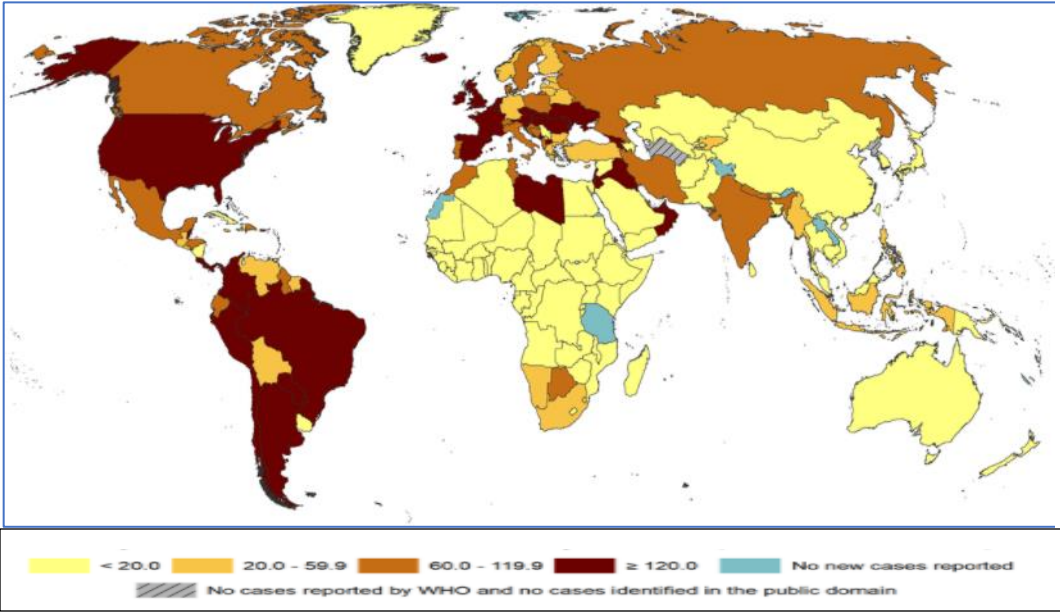 < 20.0 20.0 - 59.9 60.0 - 119.9 ≥ 120.0 No new cases reported
No cases reported by WHO and no cases identified in the public domain